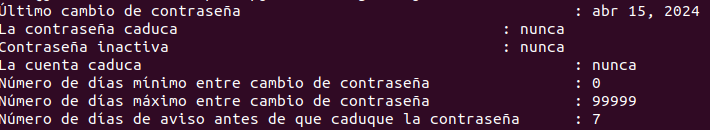 Último cambio de contraseña : abr 15, 2024
La contraseña caduca : nunca
Contraseña inactiva : nunca
La cuenta caduca : nunca
Número de días mínimo entre cambio de contraseña : 0
Número de días máximo entre cambio de contraseña : 99999
Número de días de aviso antes de que caduque la contraseña : 7